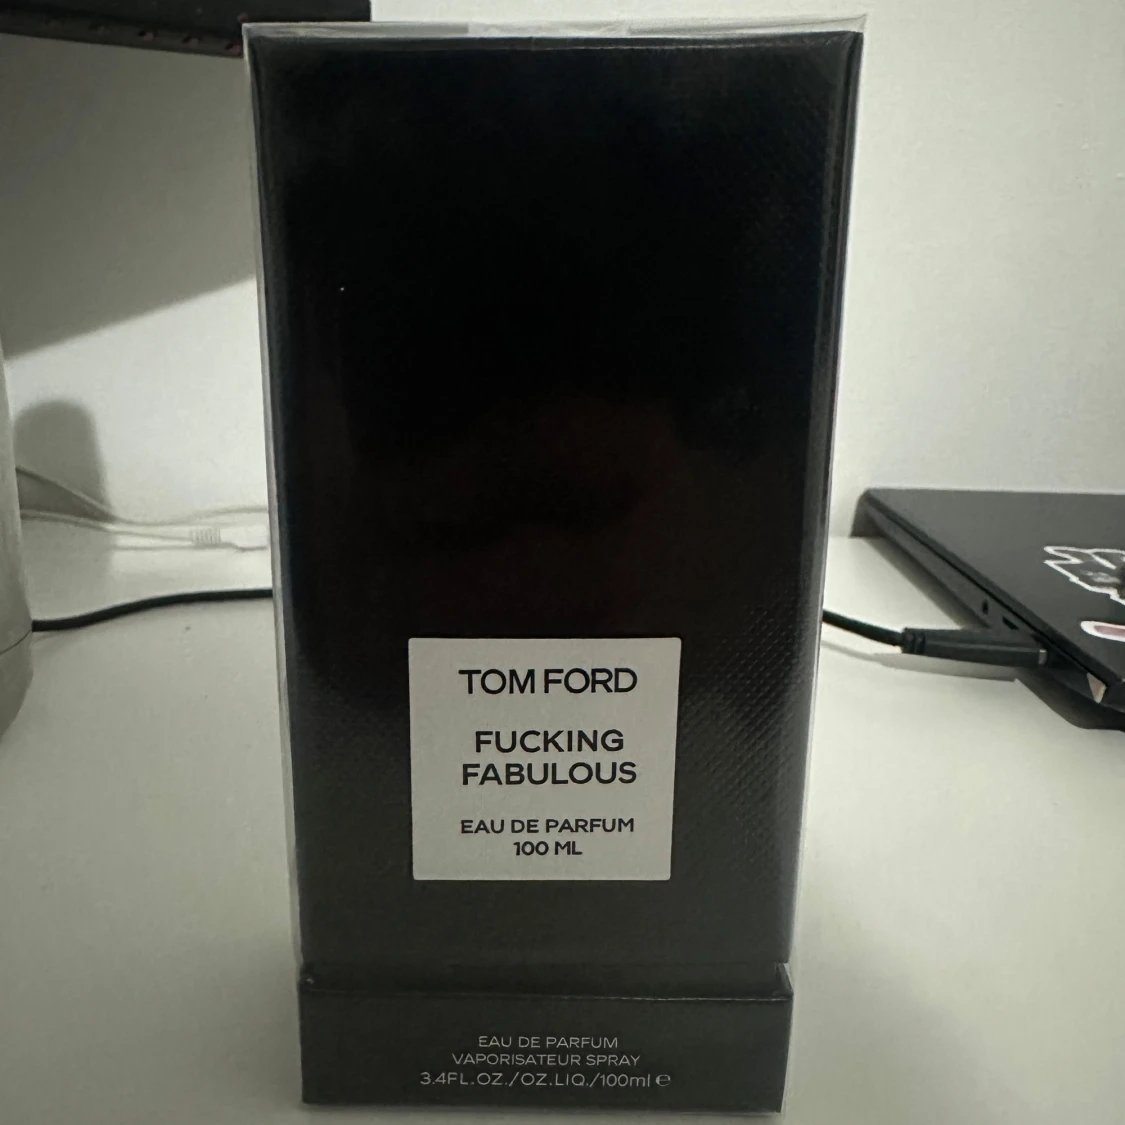 TOM FORD
FUCKING
FABULOUS
EAU DE PARFUM
100 ML
EAU DE PARFUM
VAPORISATEUR SPRAY
3.4FL.OZ./OZ.LIQ./100ml e